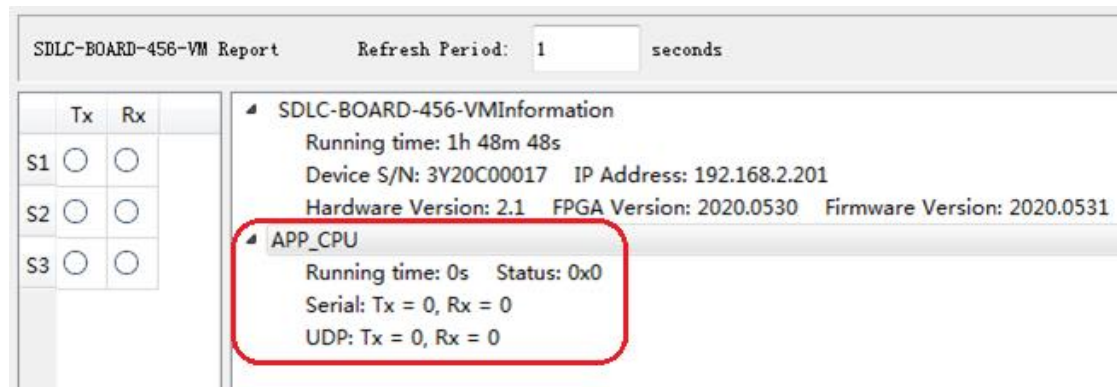 SDLC-BOARD-456-VM Report Refresh Period: 1 seconds
Tx Rx
S1
S2
S3
SDLC-BOARD-456-VMInformation
Running time: 1h 48m 48s
Device S/N: 3Y20C00017 IP Address: 192.168.2.201
Hardware Version: 2.1 FPGA Version: 2020.0530 Firmware Version: 2020.0531
APP_CPU
Running time: 0s Status: 0x0
Serial: Tx = 0, Rx = 0
UDP: Tx = 0, Rx = 0